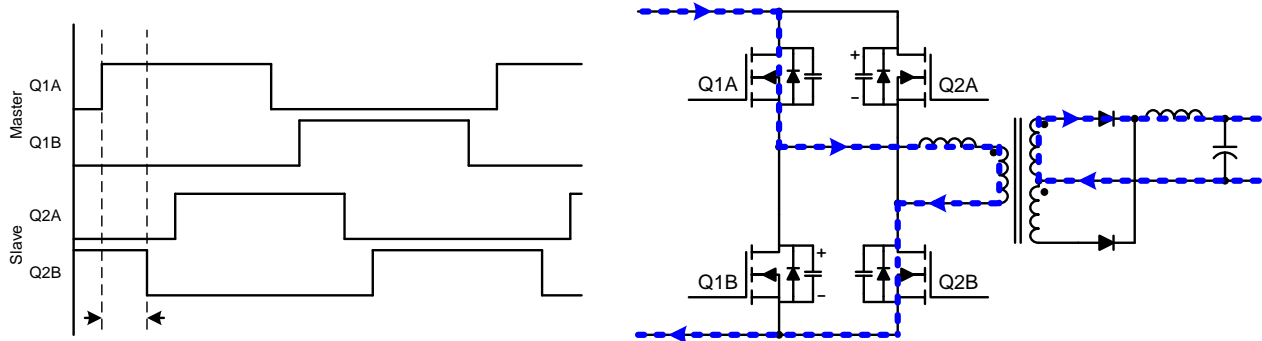 Master
Q1A
Q1B
Slave
Q2A
Q2B
Q1A
+
−
Q2A
Q1B
+
−
Q2B